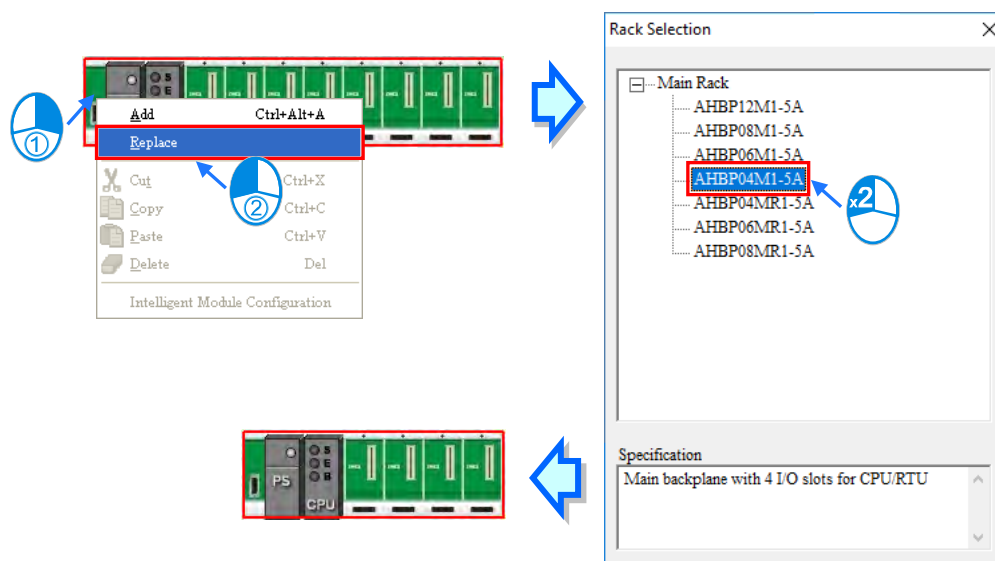 Rack Selection
Main Rack
AHBP12M1-5A
AHBP08M1-5A
AHBP06M1-5A
AHBP04M1-5A
AHBP04MR1-5A
AHBP06MR1-5A
AHBP08MR1-5A
x2
S
E
Add Ctrl+Alt+A
Replace
Cut Ctrl+X
Copy Ctrl+C
Paste Ctrl+V
Delete Del
Intelligent Module Configuration
1
2
PS
S
E
B
CPU
Specification
Main backplane with 4 I/O slots for CPU/RTU